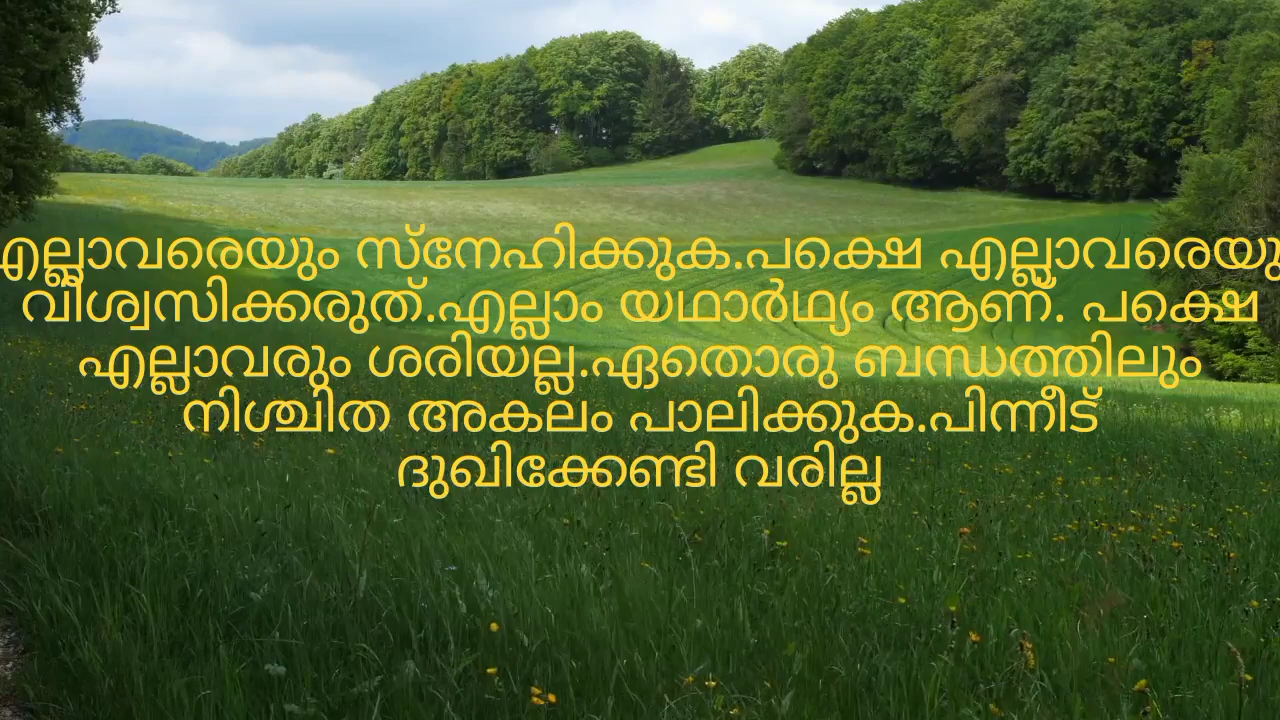 എല്ലാവരെയും സ്നേഹിക്കുക.പക്ഷെ എല്ലാവരെയു
വിശ്വസിക്കരുത്.എല്ലാം യഥാർഥ്യം ആണ്. പക്ഷെ
എല്ലാവരും ശരിയല്ല.ഏതൊരു ബന്ധത്തിലും
നിശ്ചിത അകലം പാലിക്കുക.പിന്നീട്
ദുഖിക്കേണ്ടി വരില്ല